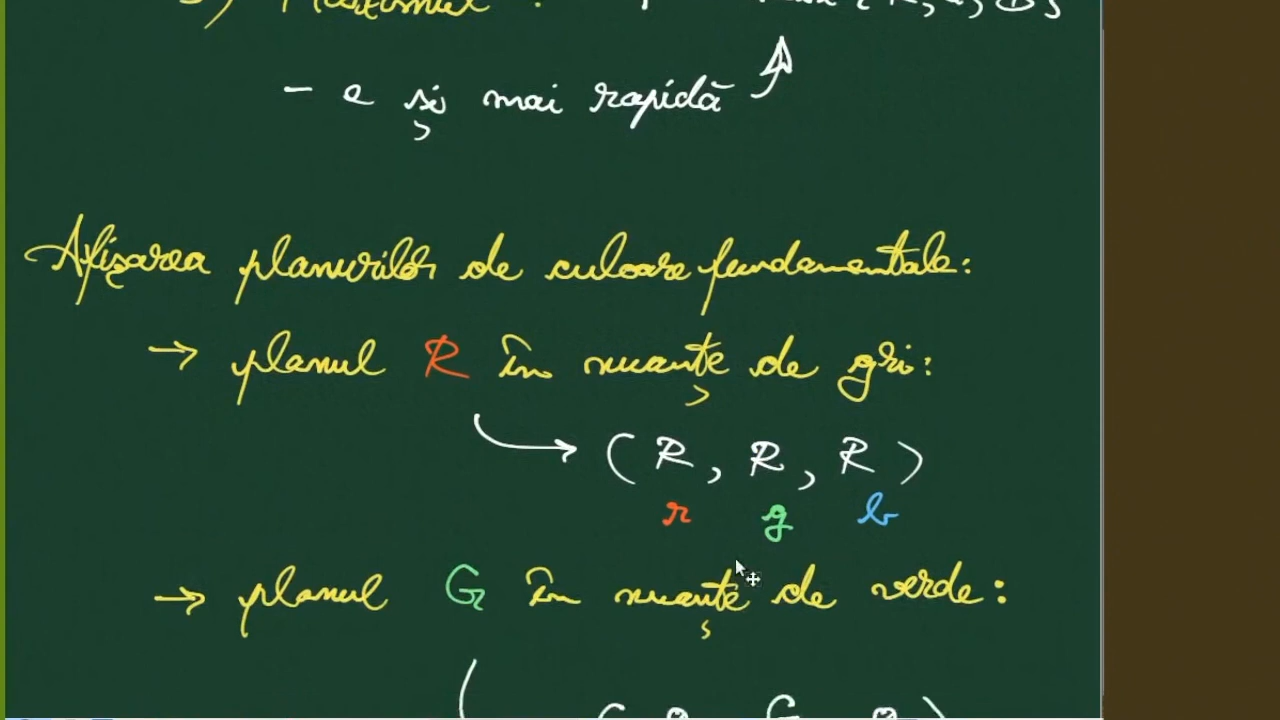 - e și mai rapidă
Afișarea planurilor de culoare fundamentale:
→ planul R în nuanțe de gri:
(R, R, R)
r g b
→ planul G în nuanțe de verde: